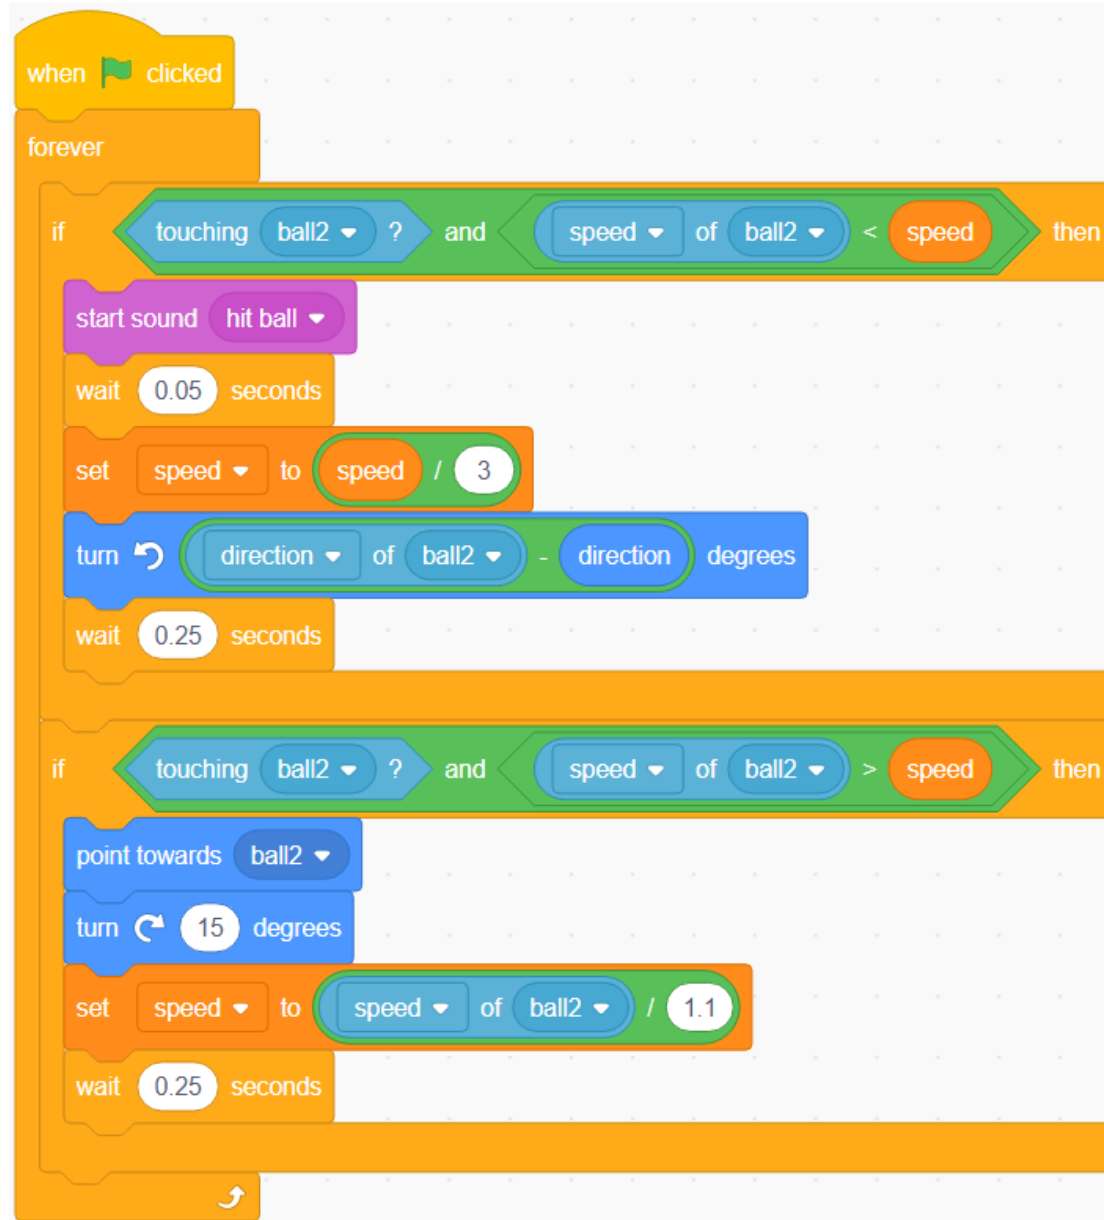 when clicked
forever
if touching ball2 ? and speed of ball2 < speed then
start sound hit ball
wait 0.05 seconds
set speed to speed / 3
turn direction of ball2 - direction degrees
wait 0.25 seconds
if touching ball2 ? and speed of ball2 > speed then
point towards ball2
turn 15 degrees
set speed to speed of ball2 / 1.1
wait 0.25 seconds